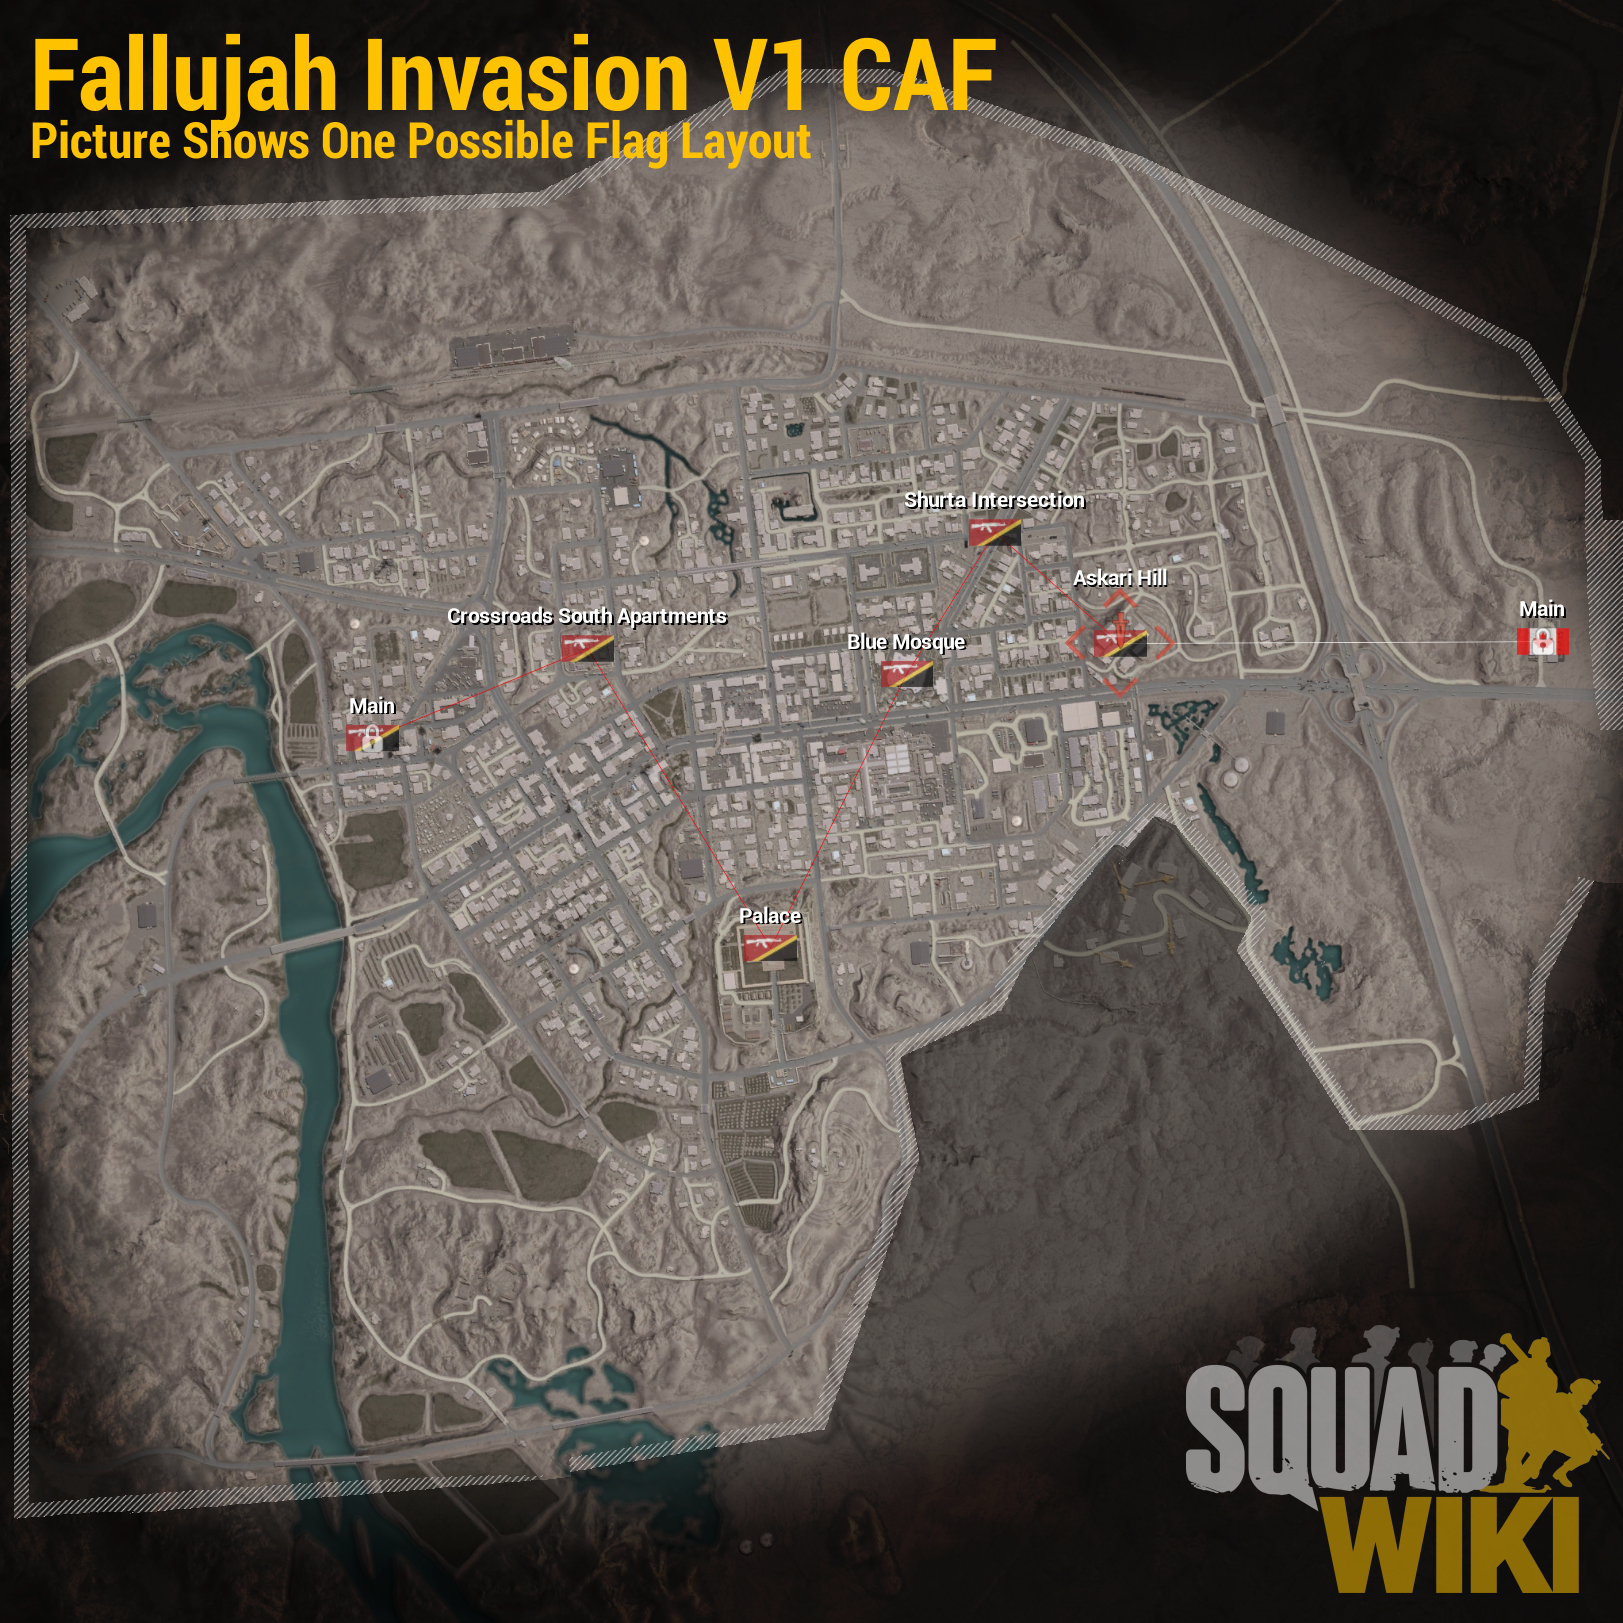 Fallujah Invasion V1 CAF
Picture Shows One Possible Flag Layout
Shurta Intersection
Askari Hill
Main
Crossroads South Apartments
Blue Mosque
Main
Palace
SQUAD
WIKI